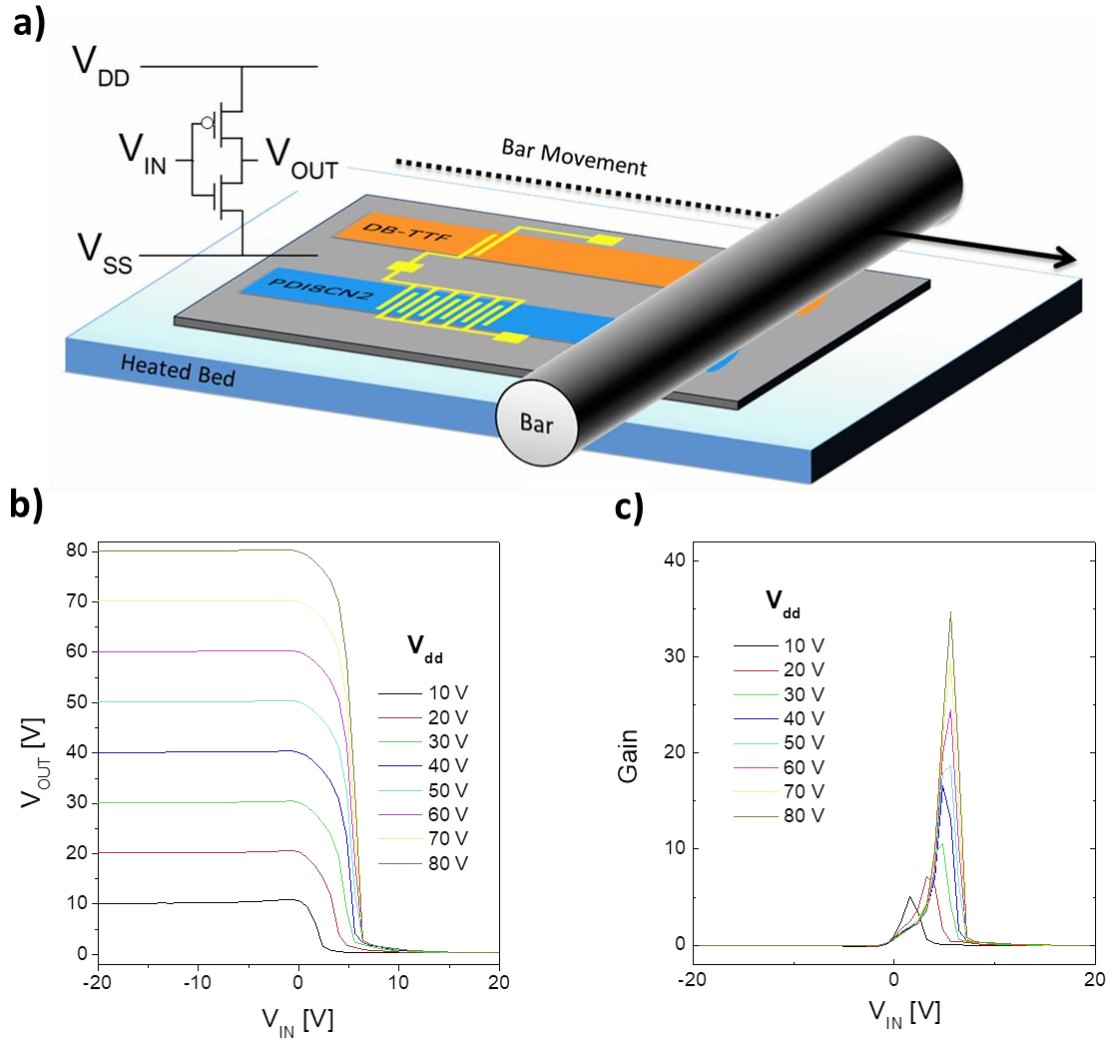 a)
V_DD
V_IN
V_OUT
V_SS
Bar Movement
DB-TTF
PDI8CN2
Heated Bed
Bar
b)
V_OUT [V]
80
70
60
50
40
30
20
10
0
-20
-10
0
10
20
V_IN [V]
V_dd
10 V
20 V
30 V
40 V
50 V
60 V
70 V
80 V
c)
Gain
40
30
20
10
0
-20
0
20
V_IN [V]
V_dd
10 V
20 V
30 V
40 V
50 V
60 V
70 V
80 V